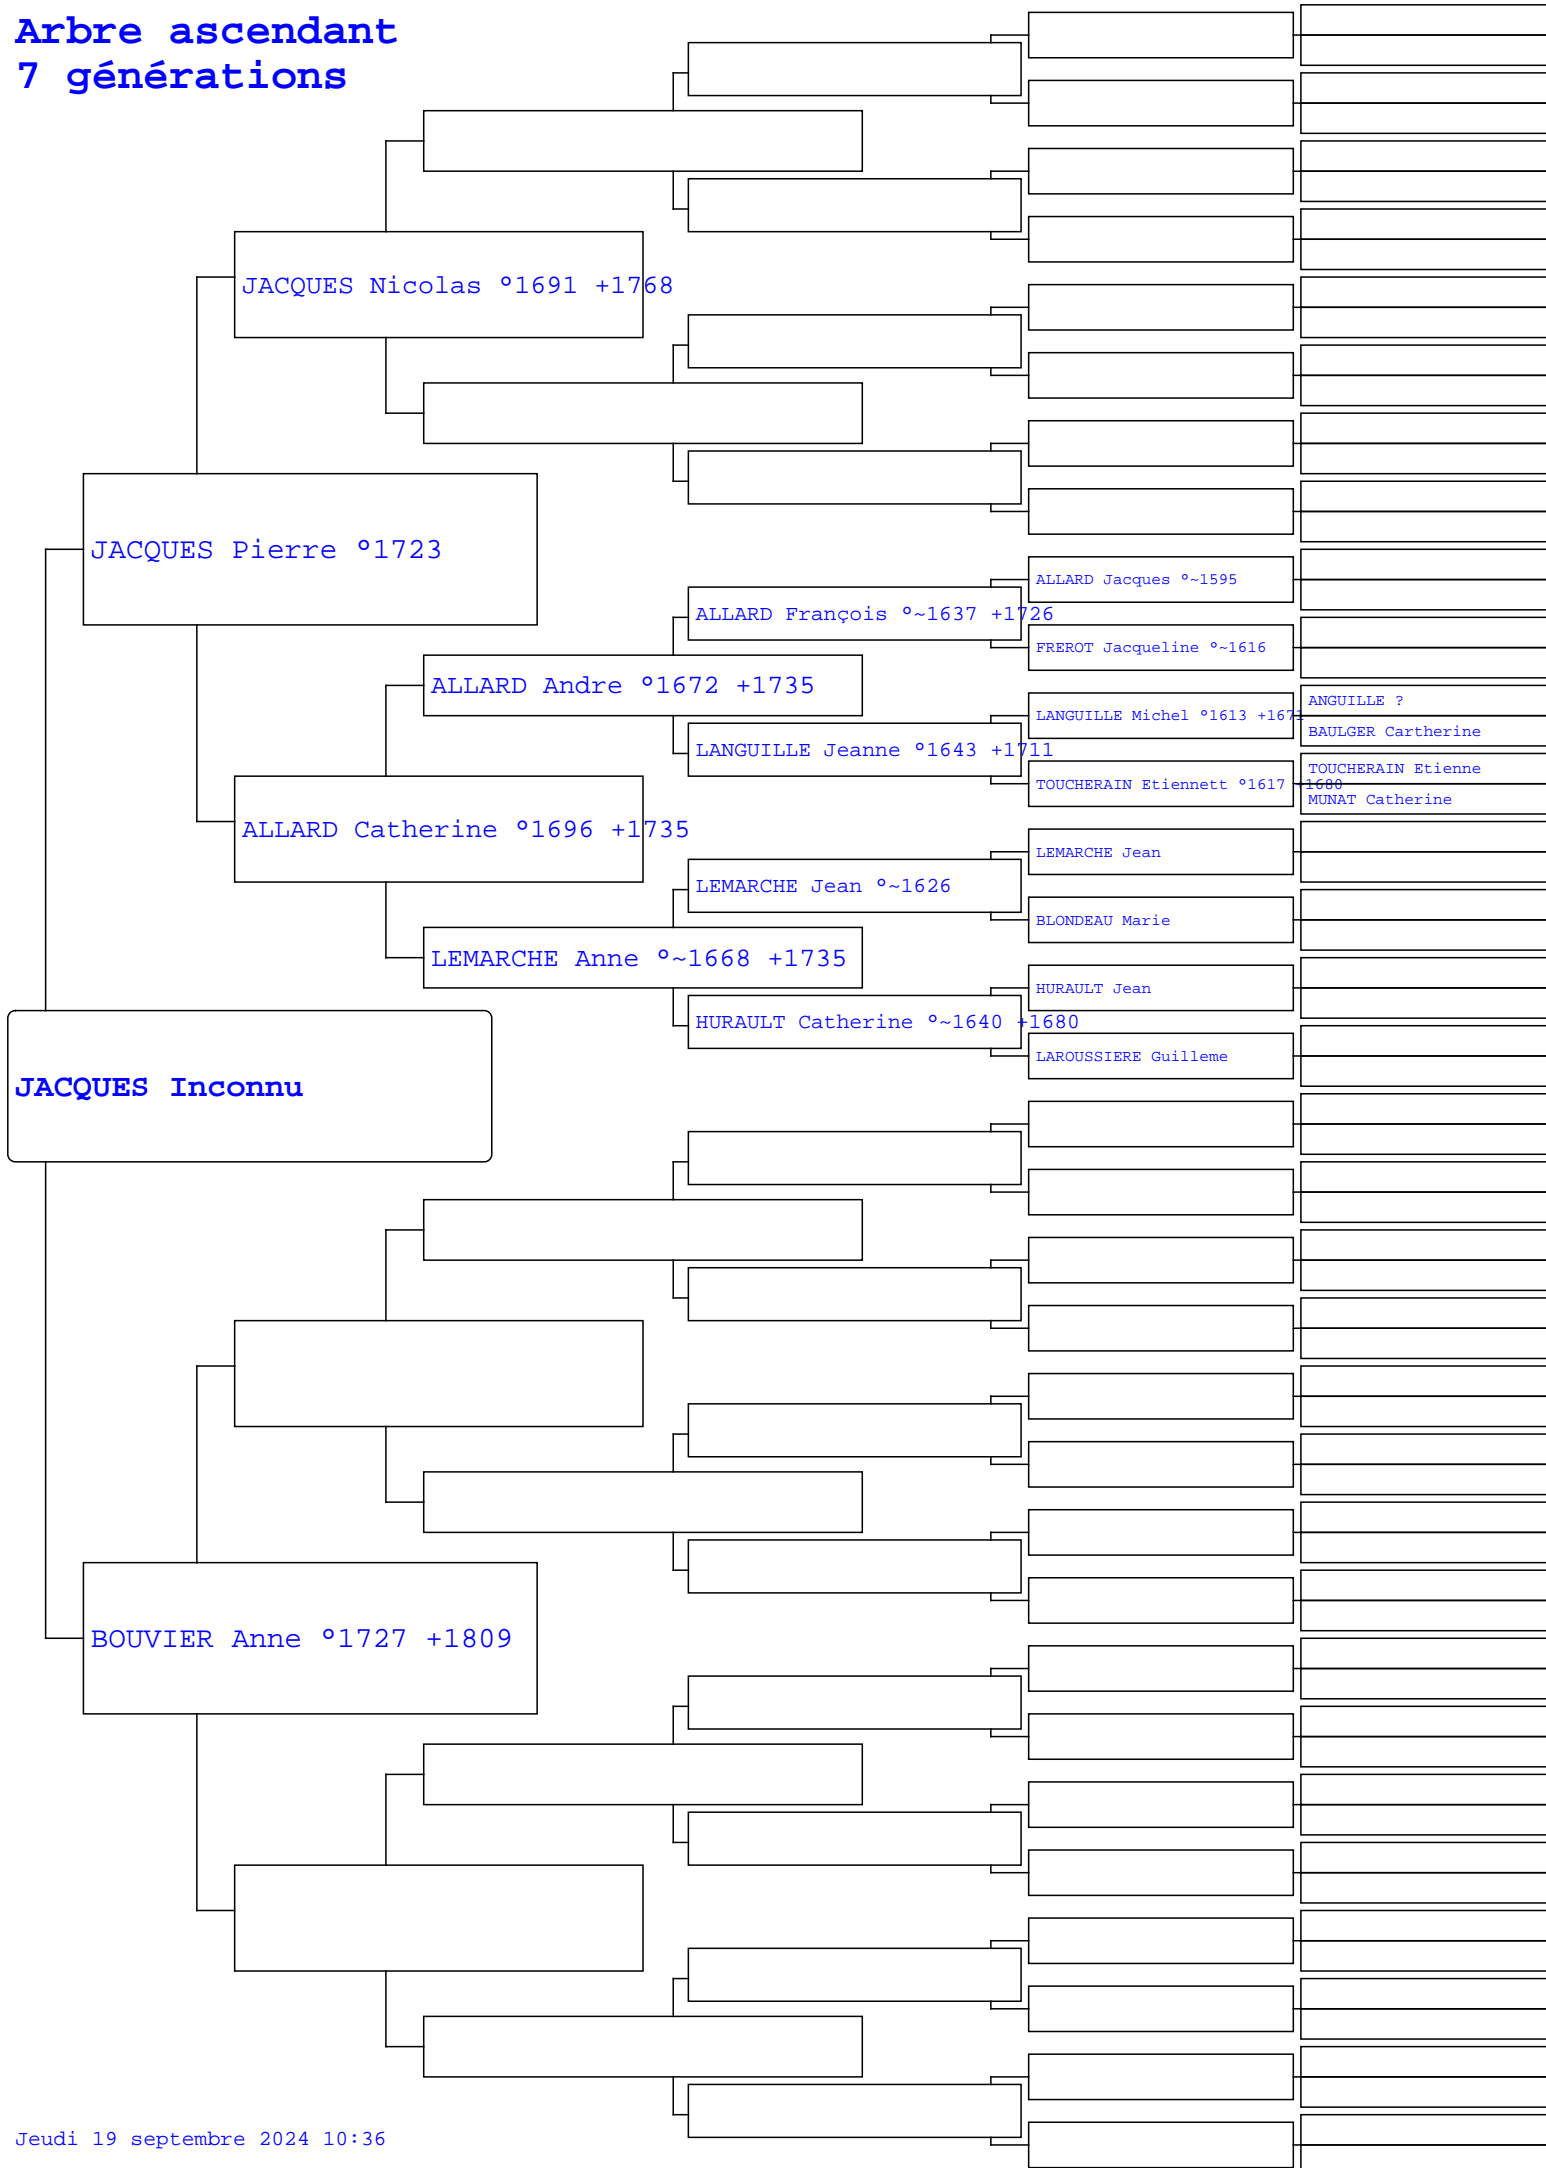 Arbre ascendant
7 générations
JACQUES Nicolas °1691 +1768
JACQUES Pierre °1723
ALLARD Jacques °~1595
ALLARD François °~1637 +1726
FREROT Jacqueline °~1616
ALLARD Andre °1672 +1735
LANGUILLE Michel °1613 +1671
ANGUILLE ?
BAULGER Cartherine
LANGUILLE Jeanne °1643 +1711
TOUCHERAIN Etienne
TOUCHERAIN Etiennett °1617 +1680
MUNAT Catherine
ALLARD Catherine °1696 +1735
LEMARCHE Jean
LEMARCHE Jean °~1626
BLONDEAU Marie
LEMARCHE Anne °~1668 +1735
HURAULT Jean
HURAULT Catherine °~1640 +1680
LAROUSSIERE Guilleme
JACQUES Inconnu
BOUVIER Anne °1727 +1809
Jeudi 19 septembre 2024 10:36